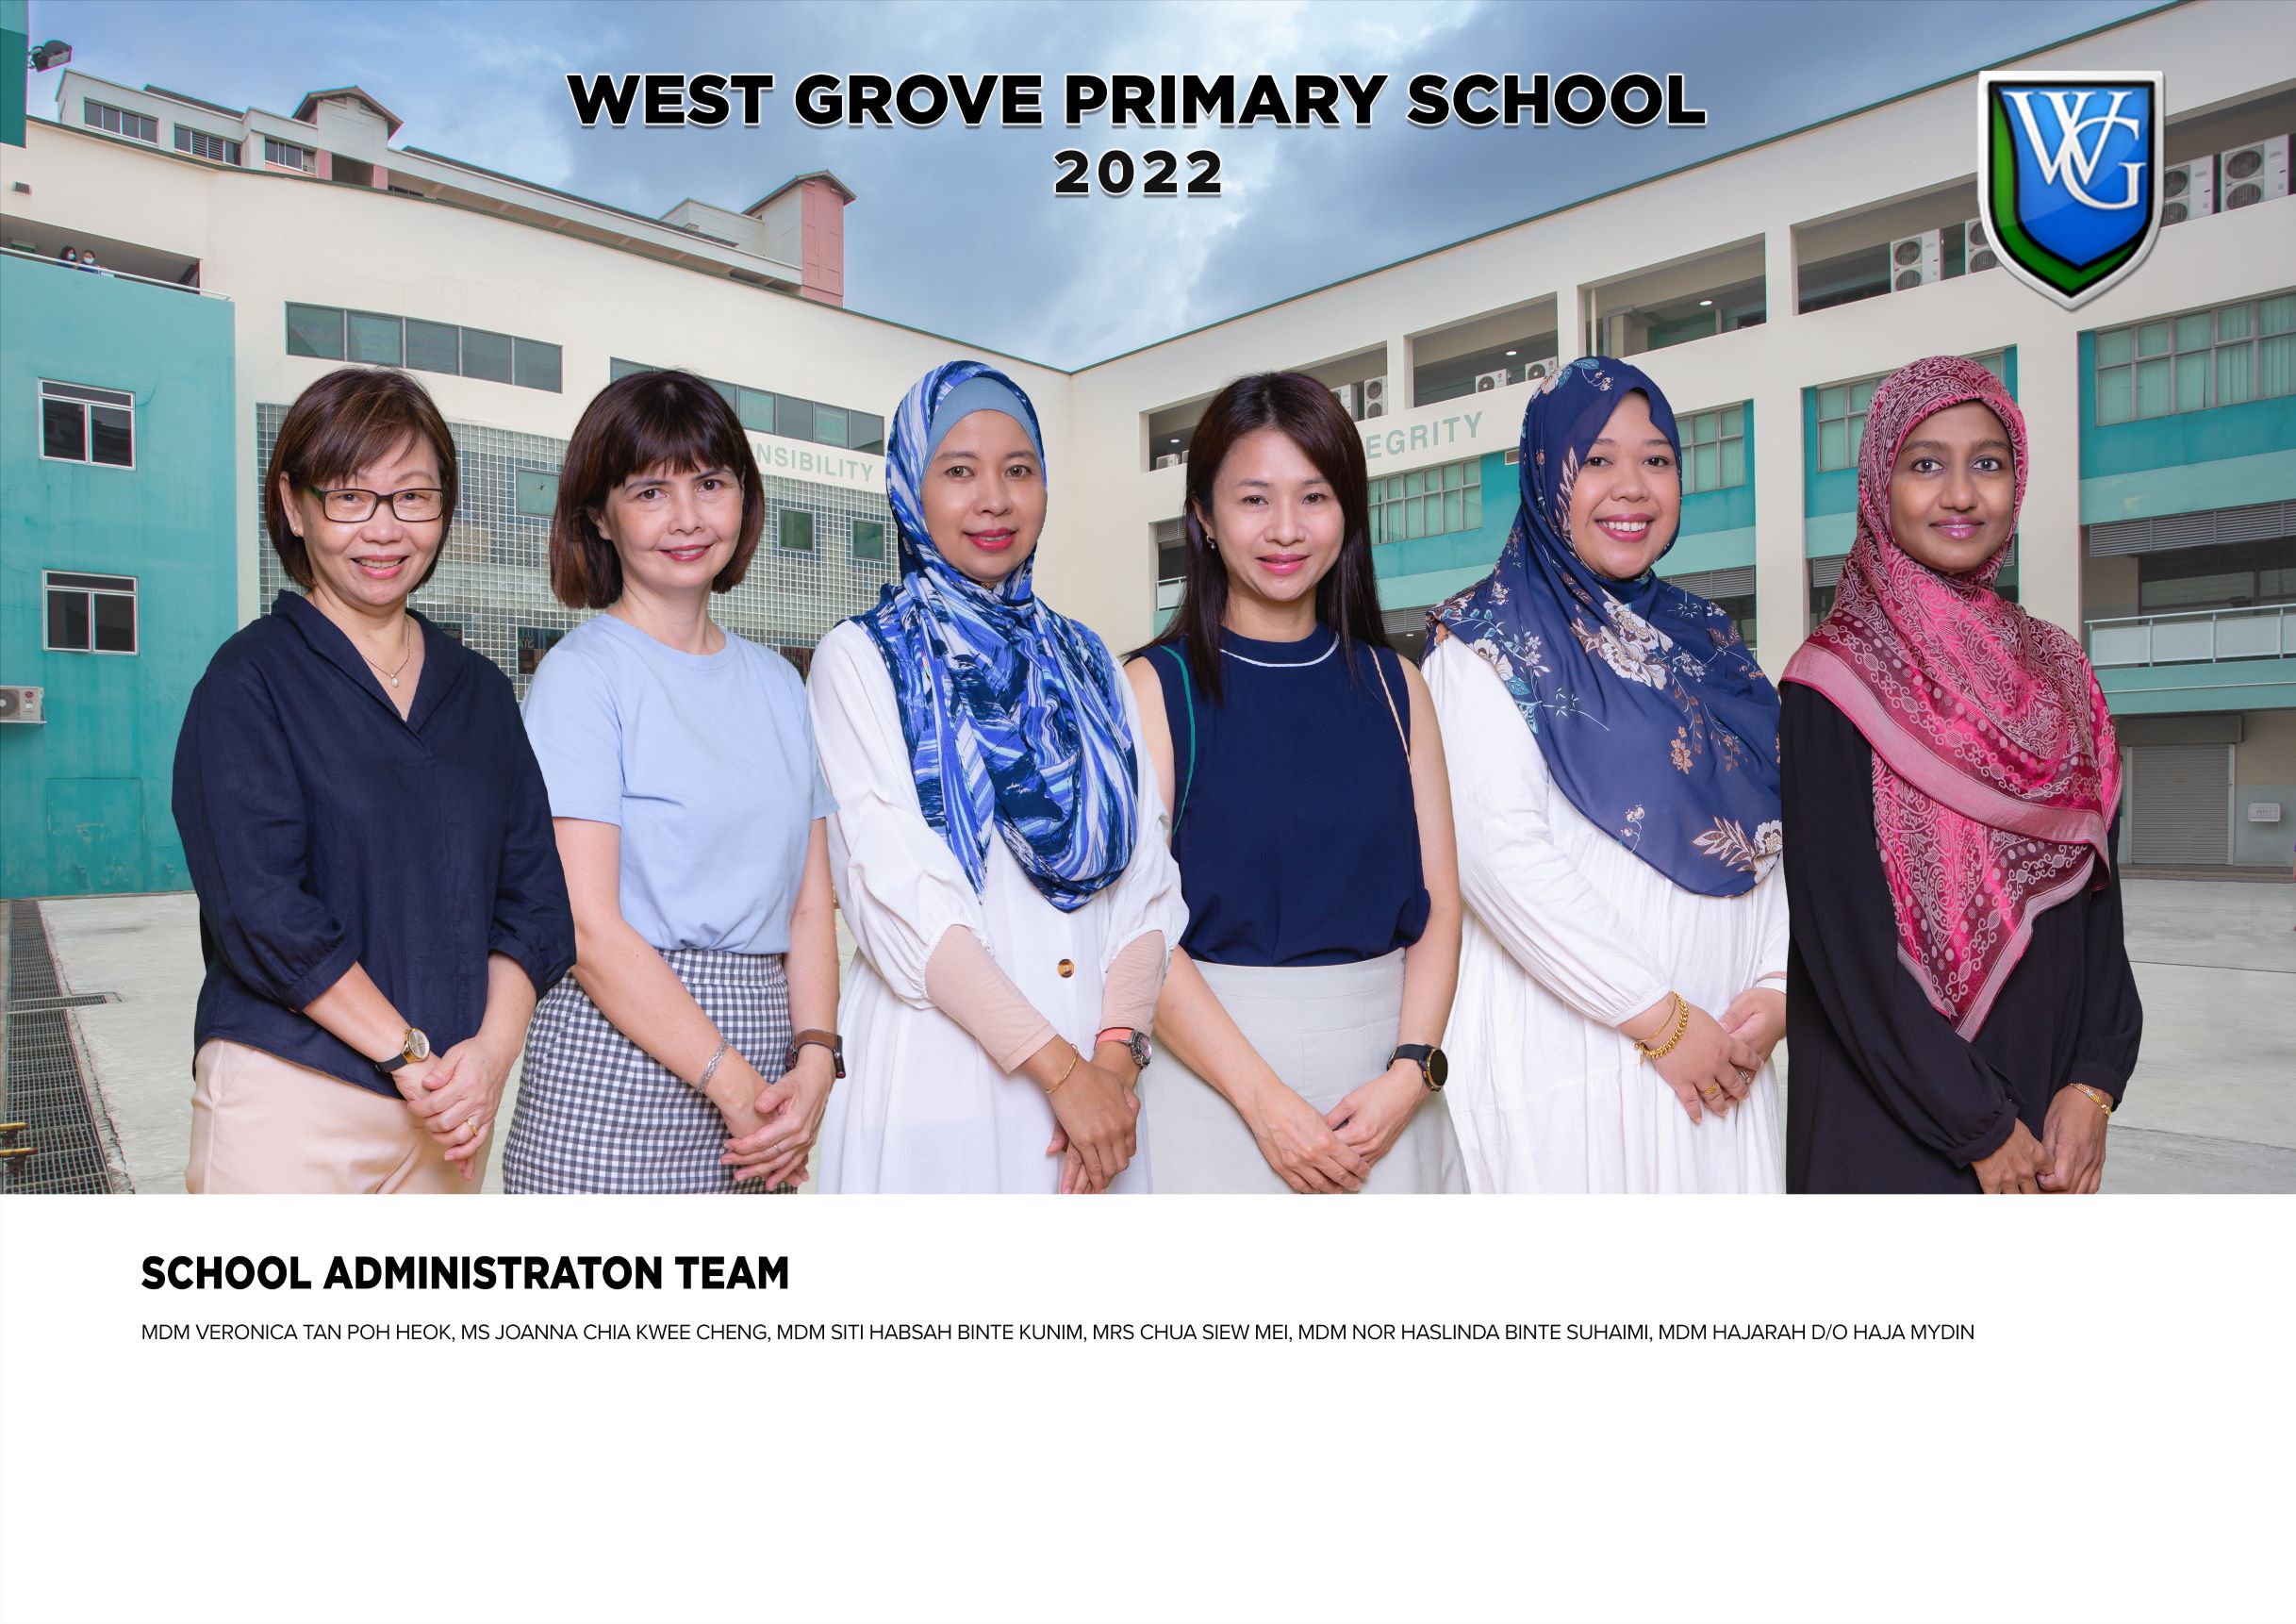 WEST GROVE PRIMARY SCHOOL
2022
WG
NSIBILITY
EGRITY
SCHOOL ADMINISTRATON TEAM
MDM VERONICA TAN POH HEOK, MS JOANNA CHIA KWEE CHENG, MDM SITI HABSAH BINTE KUNIM, MRS CHUA SIEW MEI, MDM NOR HASLINDA BINTE SUHAIMI, MDM HAJARAH D/O HAJA MYDIN